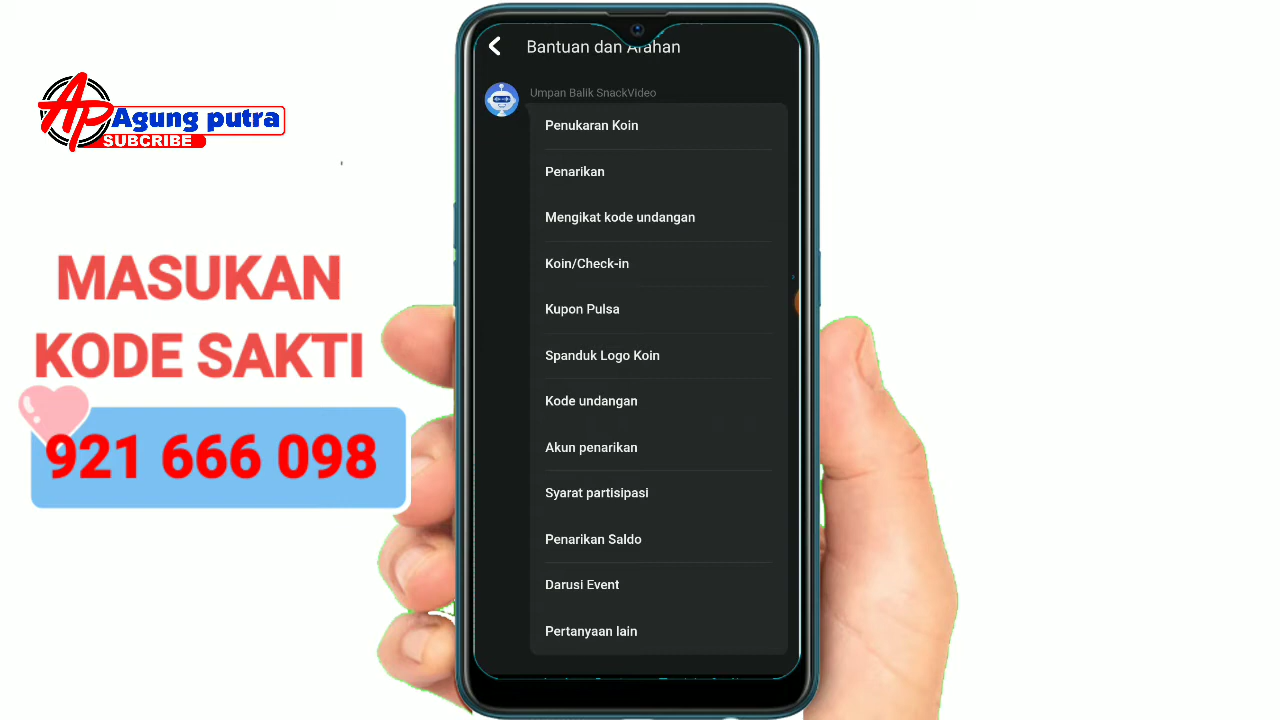 AP Agung putra
SUBCRIBE
MASUKAN
KODE SAKTI
921 666 098
Bantuan dan Arahan
Umpan Balik SnackVideo
Penukaran Koin
Penarikan
Mengikat kode undangan
Koin/Check-in
Kupon Pulsa
Spanduk Logo Koin
Kode undangan
Akun penarikan
Syarat partisipasi
Penarikan Saldo
Darusi Event
Pertanyaan lain